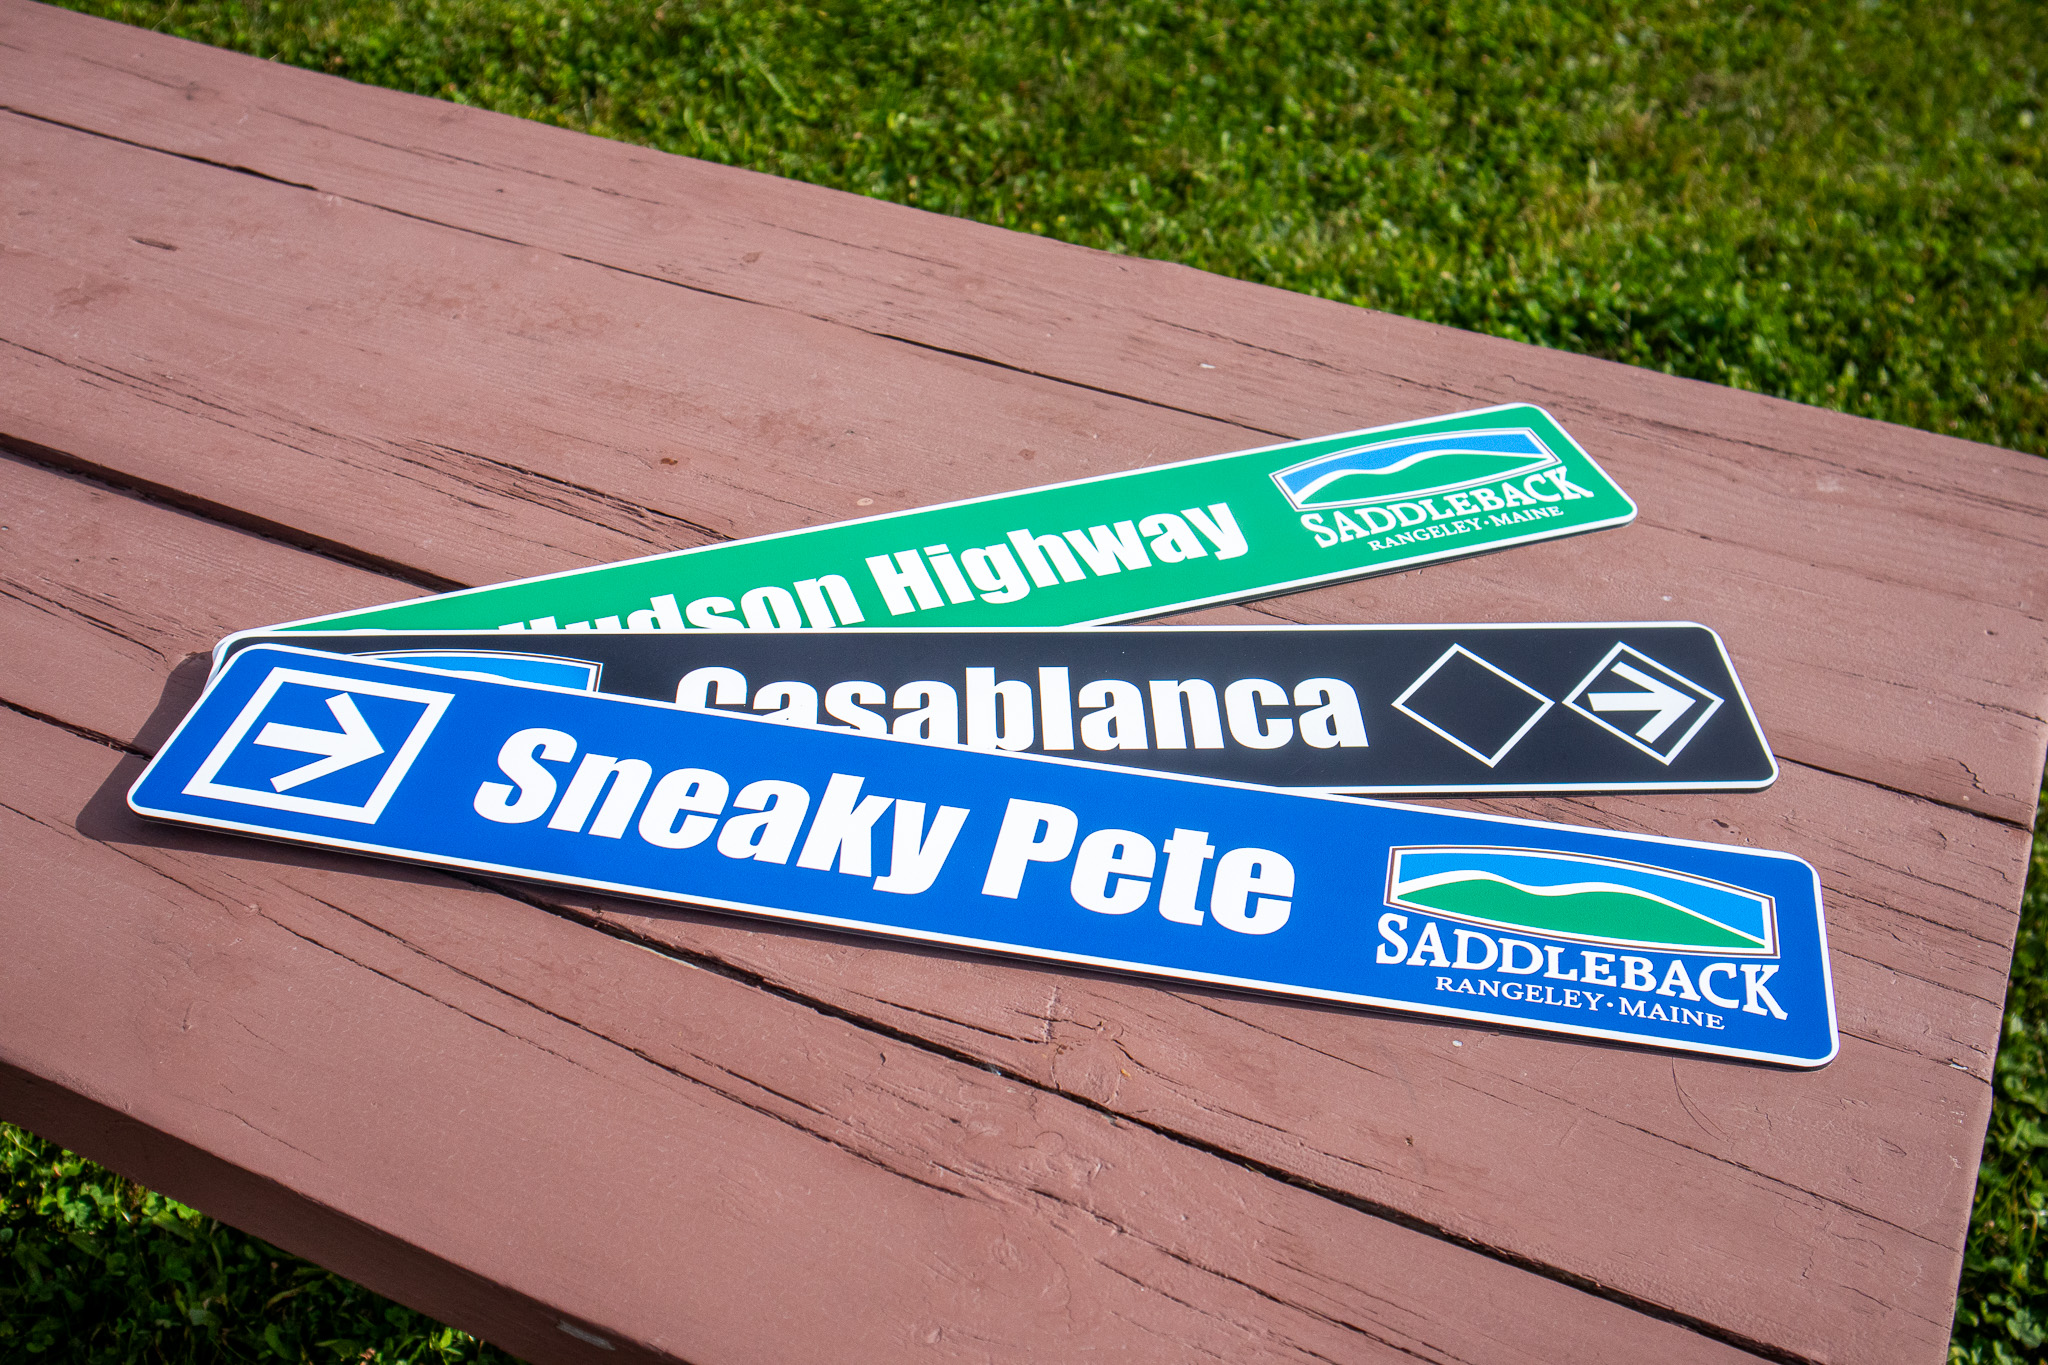 Hudson Highway
SADDLEBACK
RANGELEY · MAINE
Casablanca
Sneaky Pete
SADDLEBACK
RANGELEY · MAINE